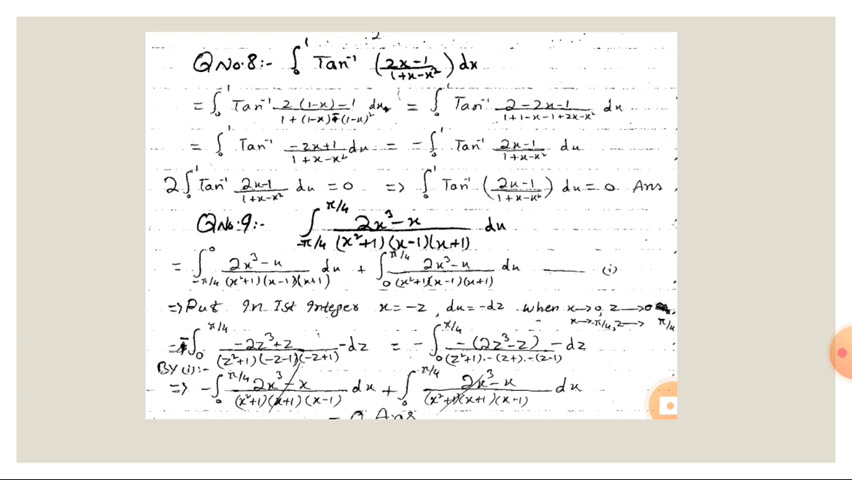 2
Q No. 8:- ∫₀¹ Tan⁻¹ (2x-1 / 1+x-x²) dx
= ∫₀¹ Tan⁻¹ 2(1-x)-1 / 1+(1-x)-(1-x)² dx = ∫₀¹ Tan⁻¹ 2-2x-1 / 1+1-x-1+2x-x² dx
= ∫₀¹ Tan⁻¹ -2x+1 / 1+x-x² dx = -∫₀¹ Tan⁻¹ 2x-1 / 1+x-x² dx
2∫₀¹ Tan⁻¹ 2x-1 / 1+x-x² dx = 0 => ∫₀¹ Tan⁻¹ (2x-1 / 1+x-x²) dx = 0 Ans
Q No. 9:- ∫_{-π/4}^{π/4} 2x³-x / (x²+1)(x-1)(x+1) dx
= ∫_{-π/4}^{0} 2x³-x / (x²+1)(x-1)(x+1) dx + ∫₀^{π/4} 2x³-x / (x²+1)(x-1)(x+1) dx —— (i)
=> Put In Ist Integer x = -z, dx = -dz when x→0, z→0
x→-π/4, z→ π/4
= -∫₀^{π/4} -2z³+z / (z²+1)(-z-1)(-z+1) -dz = -∫₀^{π/4} -(2z³-z) / (z²+1).-(z+).-(z-1) -dz
BY (i):-
=> -∫₀^{π/4} 2x³-x / (x²+1)(x+1)(x-1) dx + ∫₀^{π/4} 2x³-x / (x²+1)(x+1)(x-1) dx
= 0 Ans